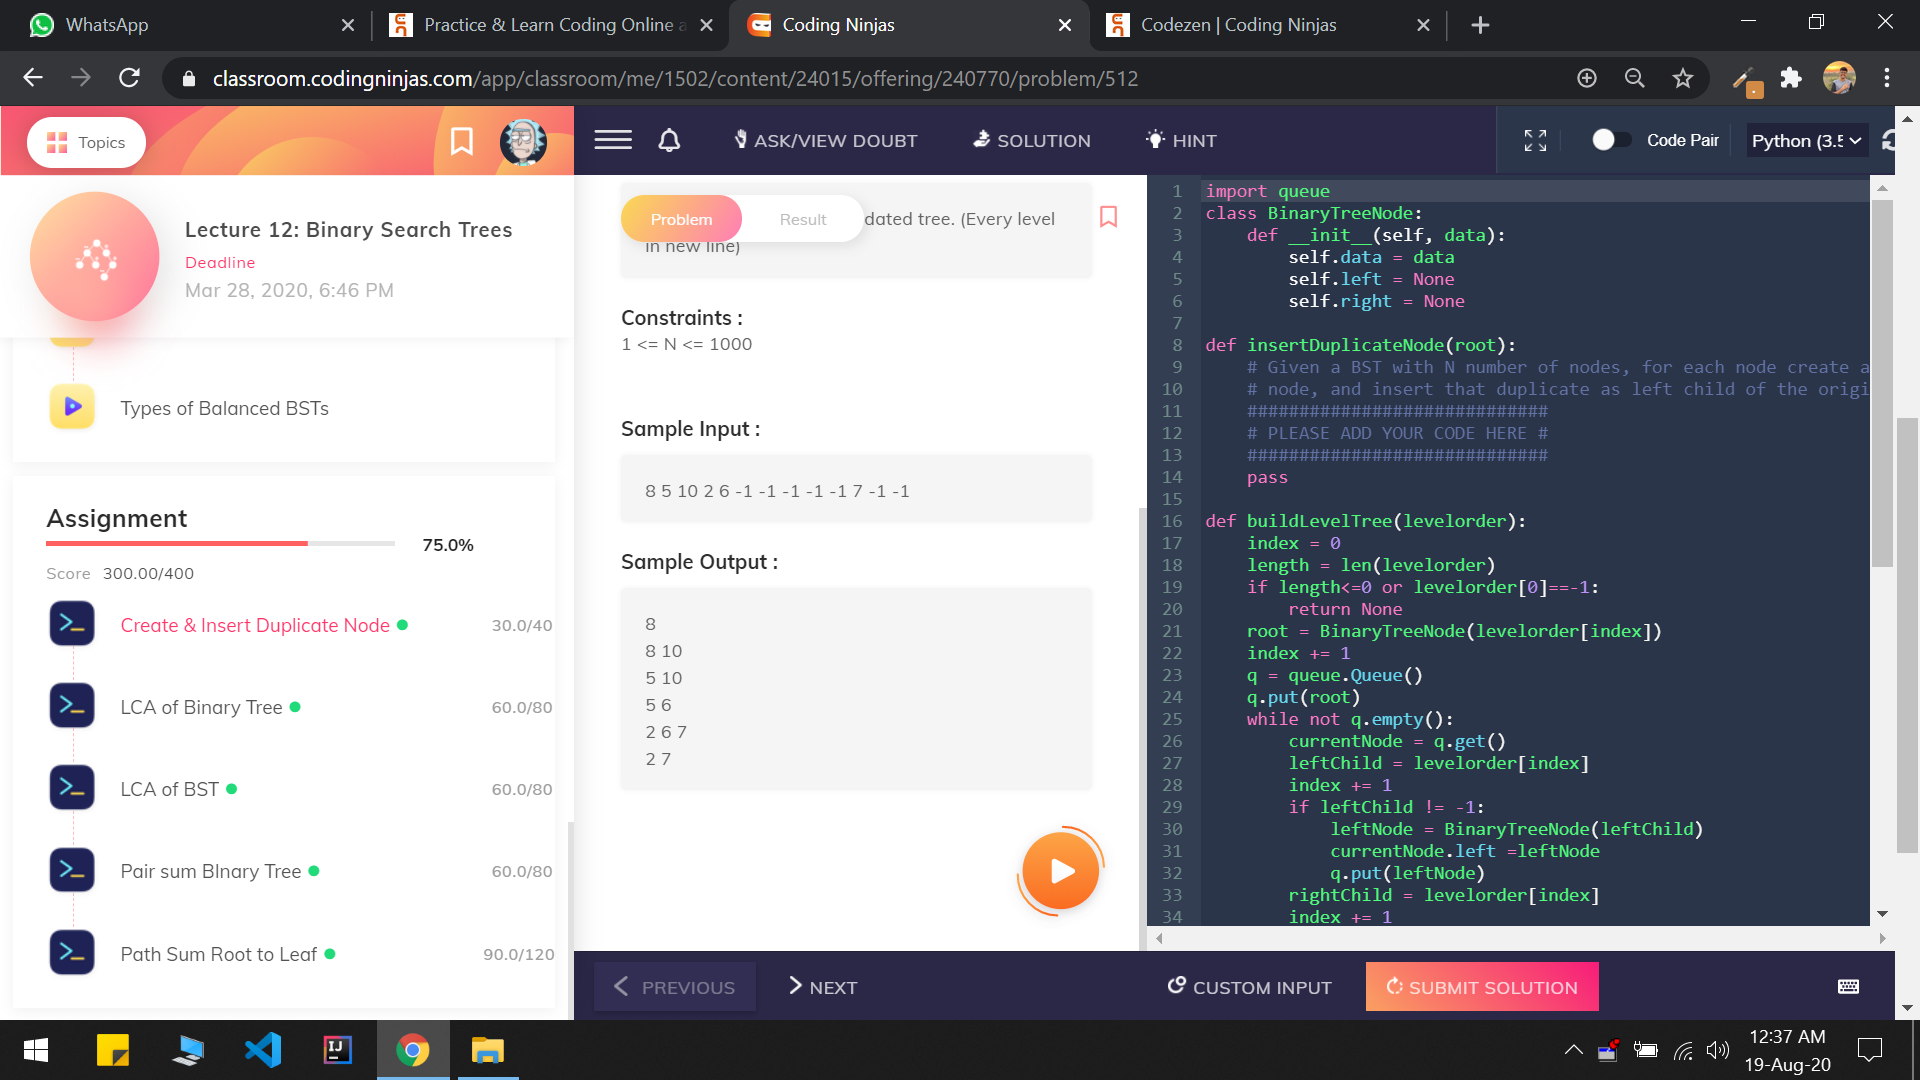 WhatsApp
Practice & Learn Coding Online a
Coding Ninjas
Codezen | Coding Ninjas
classroom.codingninjas.com/app/classroom/me/1502/content/24015/offering/240770/problem/512
Topics
Lecture 12: Binary Search Trees
Deadline
Mar 28, 2020, 6:46 PM
Types of Balanced BSTs
Assignment
75.0%
Score 300.00/400
Create & Insert Duplicate Node 30.0/40
LCA of Binary Tree 60.0/80
LCA of BST 60.0/80
Pair sum BInary Tree 60.0/80
Path Sum Root to Leaf 90.0/120
ASK/VIEW DOUBT
SOLUTION
HINT
Code Pair
Python (3.5
Problem
Result
dated tree. (Every level
in new line)
Constraints :
1 <= N <= 1000
Sample Input :
8 5 10 2 6 -1 -1 -1 -1 -1 7 -1 -1
Sample Output :
8
8 10
5 10
5 6
2 6 7
2 7
1 import queue
2 class BinaryTreeNode:
3 def __init__(self, data):
4 self.data = data
5 self.left = None
6 self.right = None
7
8 def insertDuplicateNode(root):
9 # Given a BST with N number of nodes, for each node create a
10 # node, and insert that duplicate as left child of the origi
11 #############################
12 # PLEASE ADD YOUR CODE HERE #
13 #############################
14 pass
15
16 def buildLevelTree(levelorder):
17 index = 0
18 length = len(levelorder)
19 if length<=0 or levelorder[0]==-1:
20 return None
21 root = BinaryTreeNode(levelorder[index])
22 index += 1
23 q = queue.Queue()
24 q.put(root)
25 while not q.empty():
26 currentNode = q.get()
27 leftChild = levelorder[index]
28 index += 1
29 if leftChild != -1:
30 leftNode = BinaryTreeNode(leftChild)
31 currentNode.left =leftNode
32 q.put(leftNode)
33 rightChild = levelorder[index]
34 index += 1
PREVIOUS
NEXT
CUSTOM INPUT
SUBMIT SOLUTION
IJ
12:37 AM
19-Aug-20